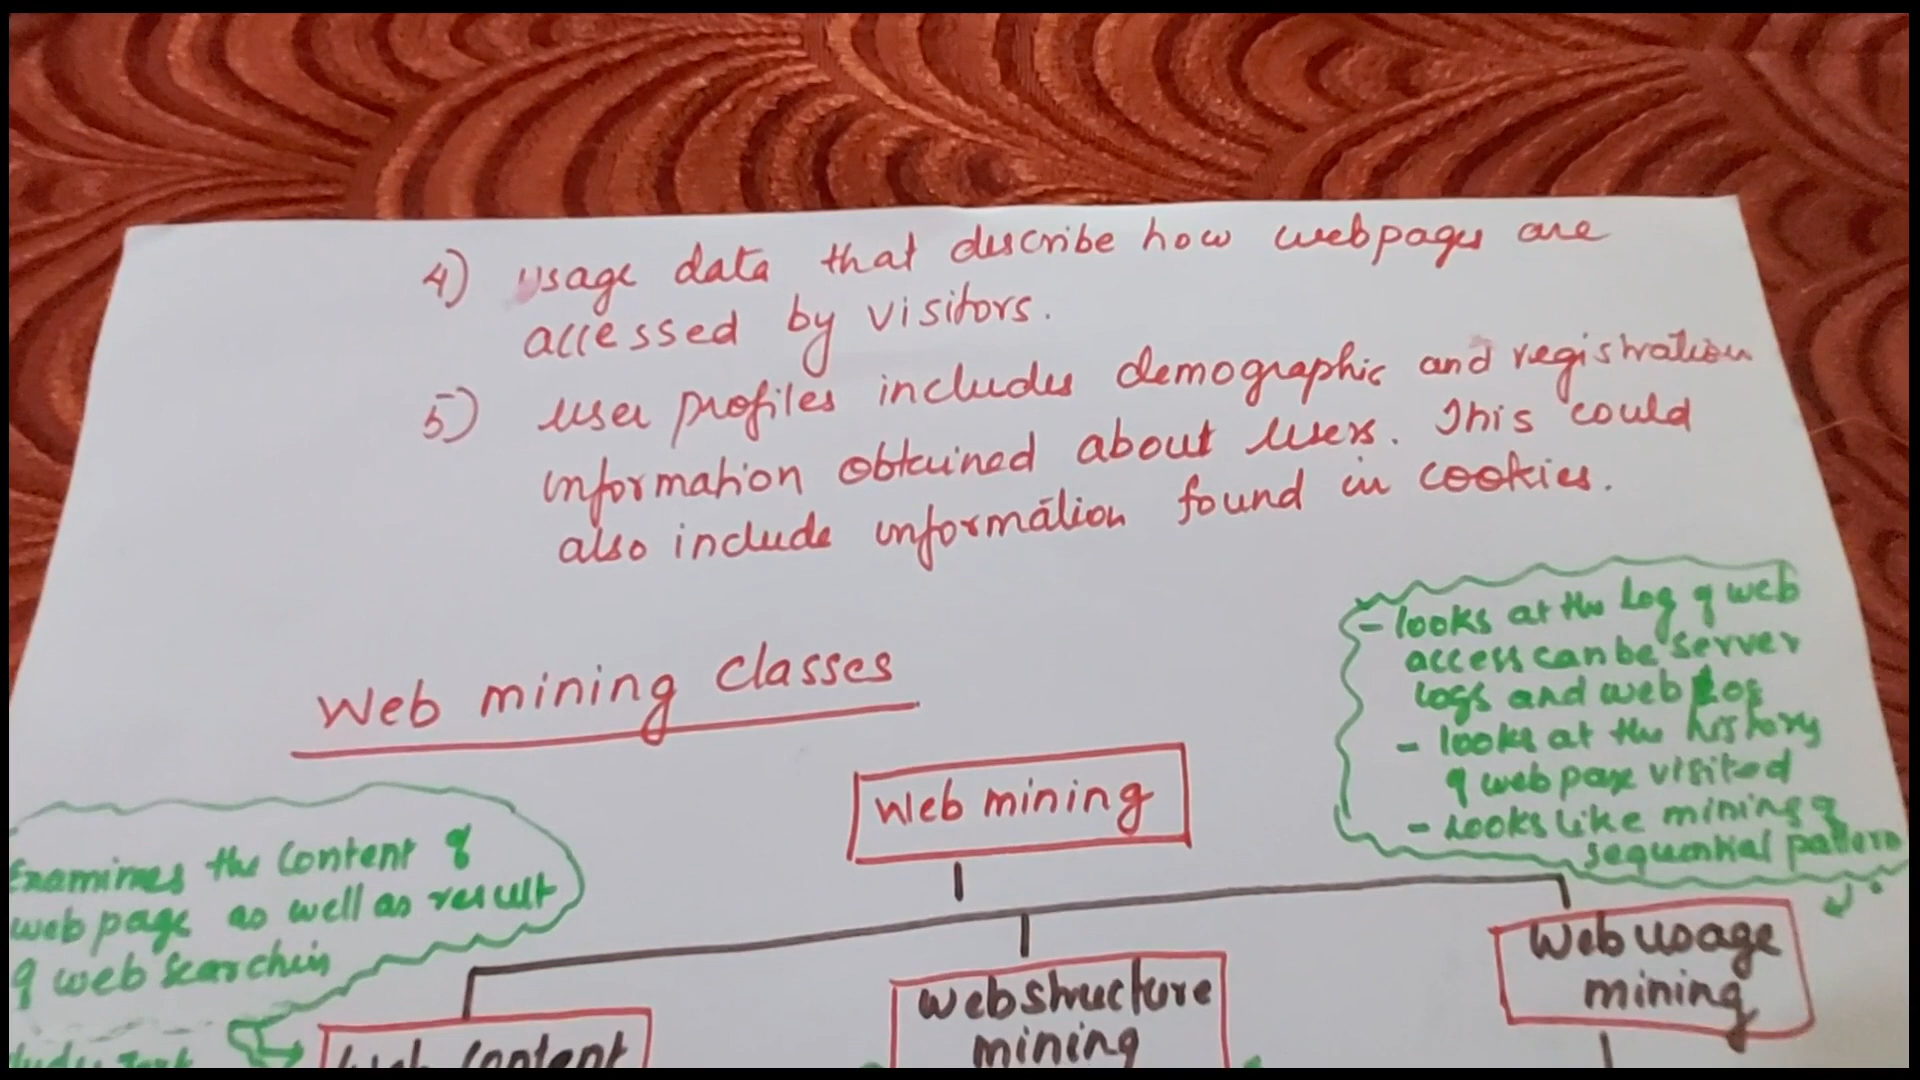 4) usage data that describe how webpages are
accessed by visitors.
5) user profiles includes demographic and registration
information obtained about users. This could
also include information found in cookies.
Web mining classes
- looks at the Log of web
access can be server
logs and web Log
- looks at the history
of web page visited
- Looks like mining of
sequential pattern
Web mining
Examines the Content of
web page as well as result
of web Searchin
Web usage
mining
Web structure
mining
Web Content